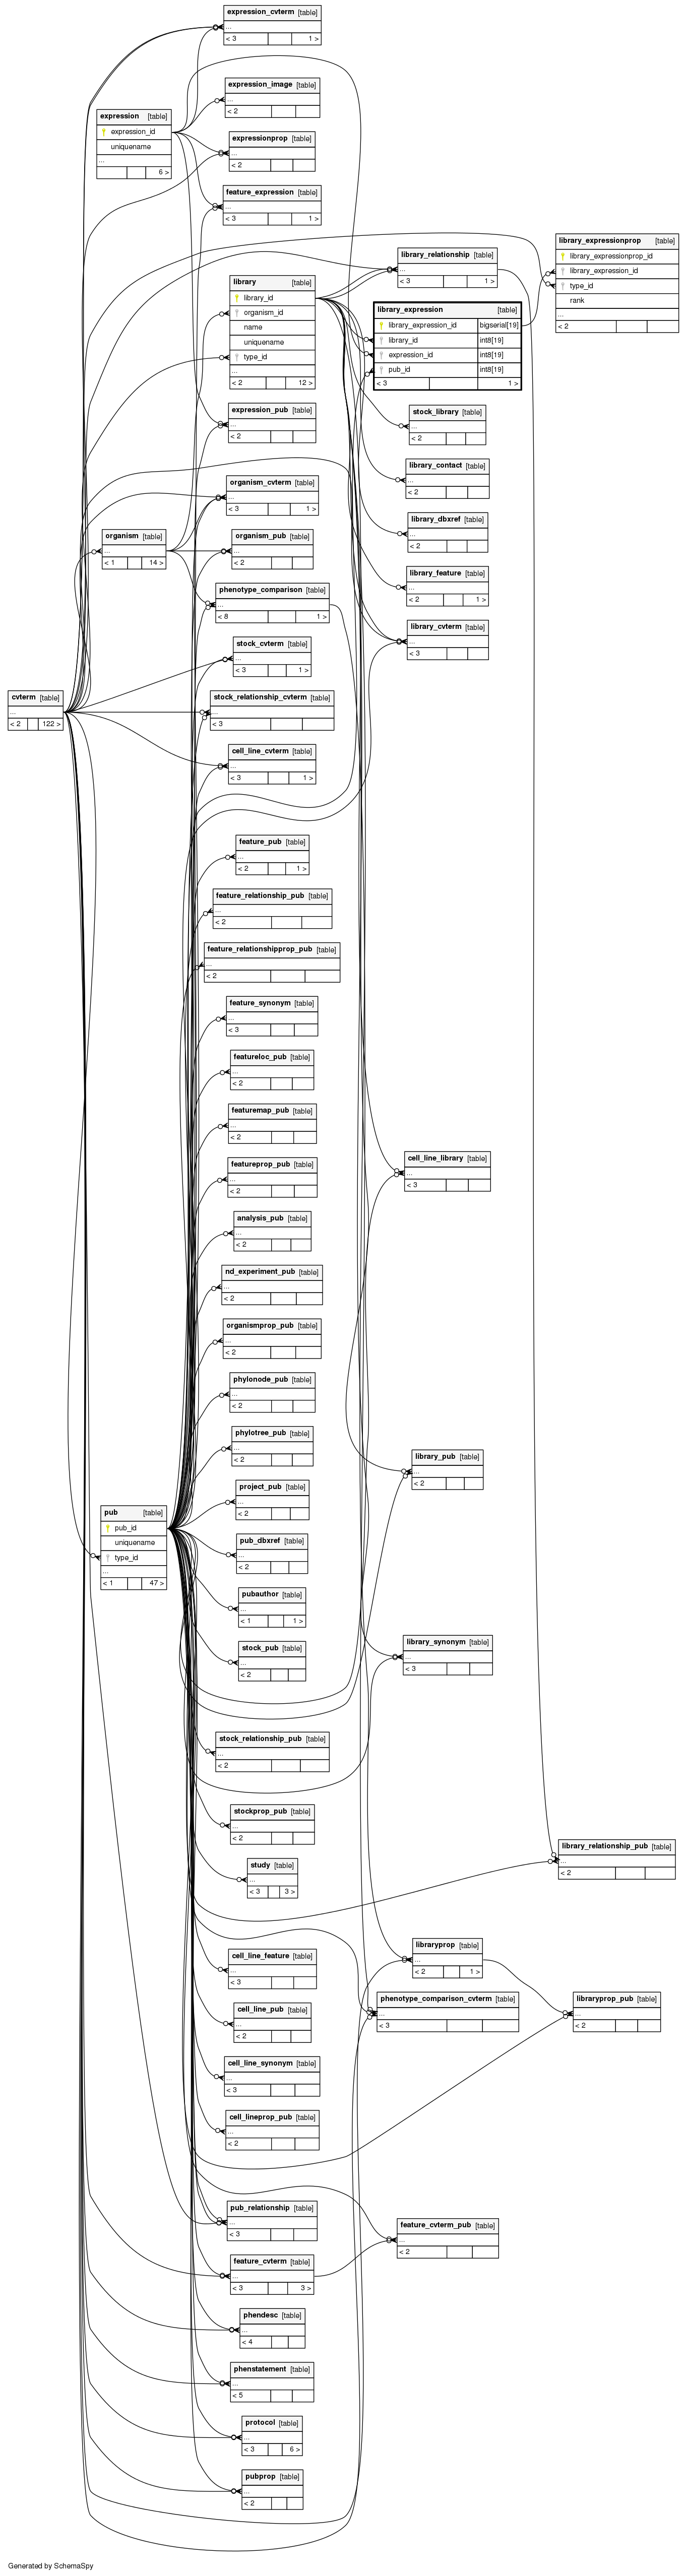 expression_cvterm [table]
...
< 3 1 >
expression_image [table]
...
< 2
expression [table]
expression_id
uniquename
...
6 >
expressionprop [table]
...
< 2
feature_expression [table]
...
< 3 1 >
library_expressionprop [table]
library_expressionprop_id
library_expression_id
type_id
rank
...
< 2
library_relationship [table]
...
< 3 1 >
library [table]
library_id
organism_id
name
uniquename
type_id
...
< 2 12 >
library_expression [table]
library_expression_id bigserial[19]
library_id int8[19]
expression_id int8[19]
pub_id int8[19]
< 3 1 >
expression_pub [table]
...
< 2
stock_library [table]
...
< 2
library_contact [table]
...
< 2
organism_cvterm [table]
...
< 3 1 >
library_dbxref [table]
...
< 2
organism [table]
...
< 1 14 >
organism_pub [table]
...
< 2
library_feature [table]
...
< 2 1 >
phenotype_comparison [table]
...
< 8 1 >
library_cvterm [table]
...
< 3
stock_cvterm [table]
...
< 3 1 >
cvterm [table]
...
< 2 122 >
stock_relationship_cvterm [table]
...
< 3
cell_line_cvterm [table]
...
< 3 1 >
feature_pub [table]
...
< 2 1 >
feature_relationship_pub [table]
...
< 2
feature_relationshipprop_pub [table]
...
< 2
feature_synonym [table]
...
< 3
featureloc_pub [table]
...
< 2
featuremap_pub [table]
...
< 2
cell_line_library [table]
...
< 3
featureprop_pub [table]
...
< 2
analysis_pub [table]
...
< 2
nd_experiment_pub [table]
...
< 2
organismprop_pub [table]
...
< 2
phylonode_pub [table]
...
< 2
phylotree_pub [table]
...
< 2
library_pub [table]
...
< 2
project_pub [table]
...
< 2
pub [table]
pub_id
uniquename
type_id
...
< 1 47 >
pub_dbxref [table]
...
< 2
pubauthor [table]
...
< 1 1 >
stock_pub [table]
...
< 2
library_synonym [table]
...
< 3
stock_relationship_pub [table]
...
< 2
stockprop_pub [table]
...
< 2
library_relationship_pub [table]
...
< 2
study [table]
...
< 3 3 >
cell_line_feature [table]
...
< 3
libraryprop [table]
...
< 2 1 >
phenotype_comparison_cvterm [table]
...
< 3
libraryprop_pub [table]
...
< 2
cell_line_pub [table]
...
< 2
cell_line_synonym [table]
...
< 3
cell_lineprop_pub [table]
...
< 2
pub_relationship [table]
...
< 3
feature_cvterm_pub [table]
...
< 2
feature_cvterm [table]
...
< 3 3 >
phendesc [table]
...
< 4
phenstatement [table]
...
< 5
protocol [table]
...
< 3 6 >
pubprop [table]
...
< 2
Generated by SchemaSpy